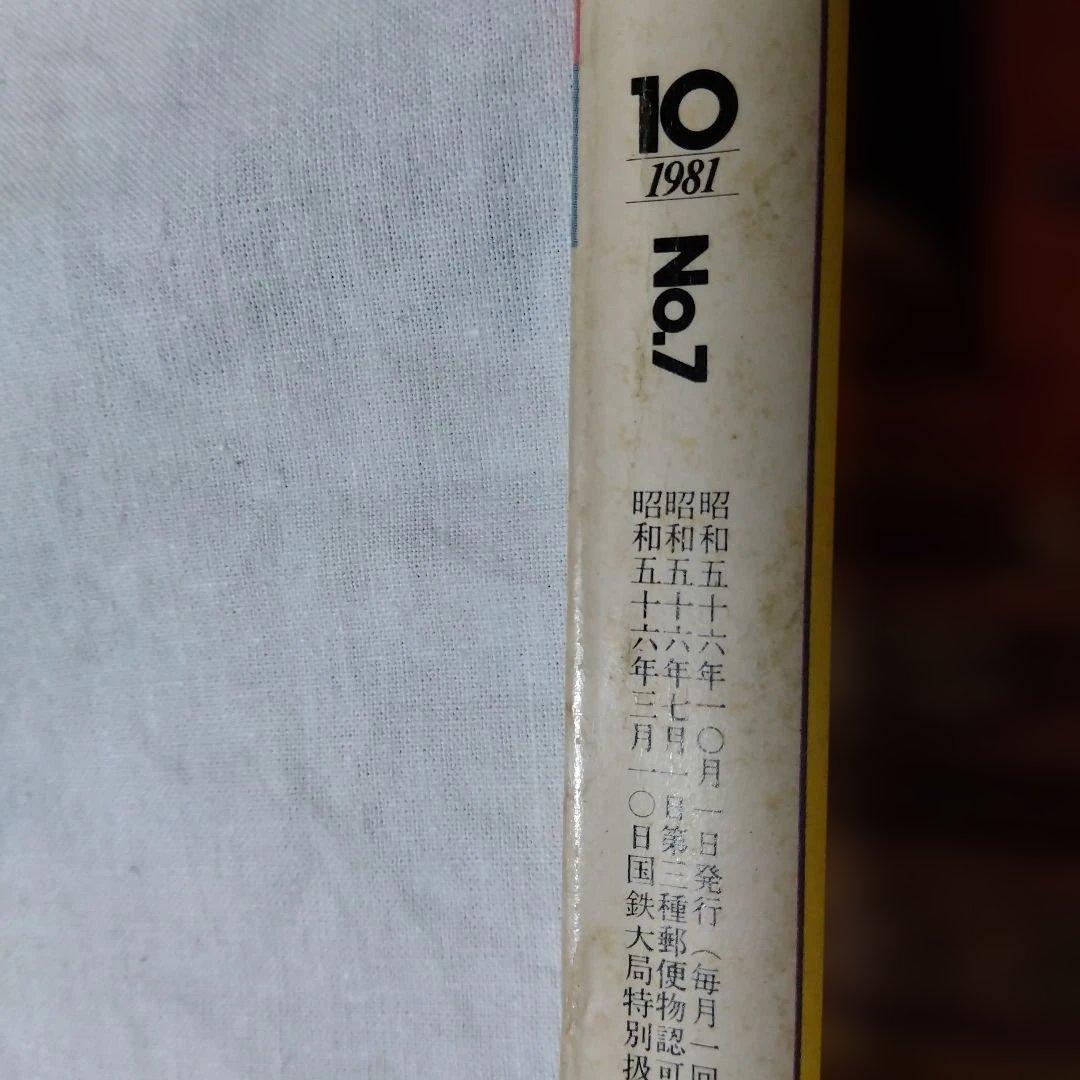 10
1981
No.7
昭和五十六年一〇月一日発行（毎月一回
昭和五十六年七月一日第三種郵便物認可
昭和五十六年三月一〇日国鉄大局特別扱